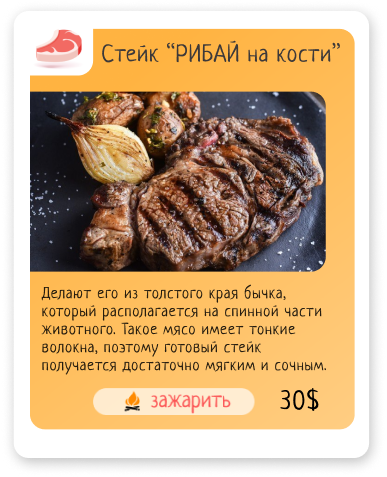 Стейк “РИБАЙ на кости”
Делают его из толстого края бычка,
который располагается на спинной части
животного. Такое мясо имеет тонкие
волокна, поэтому готовый стейк
получается достаточно мягким и сочным.
зажарить 30$